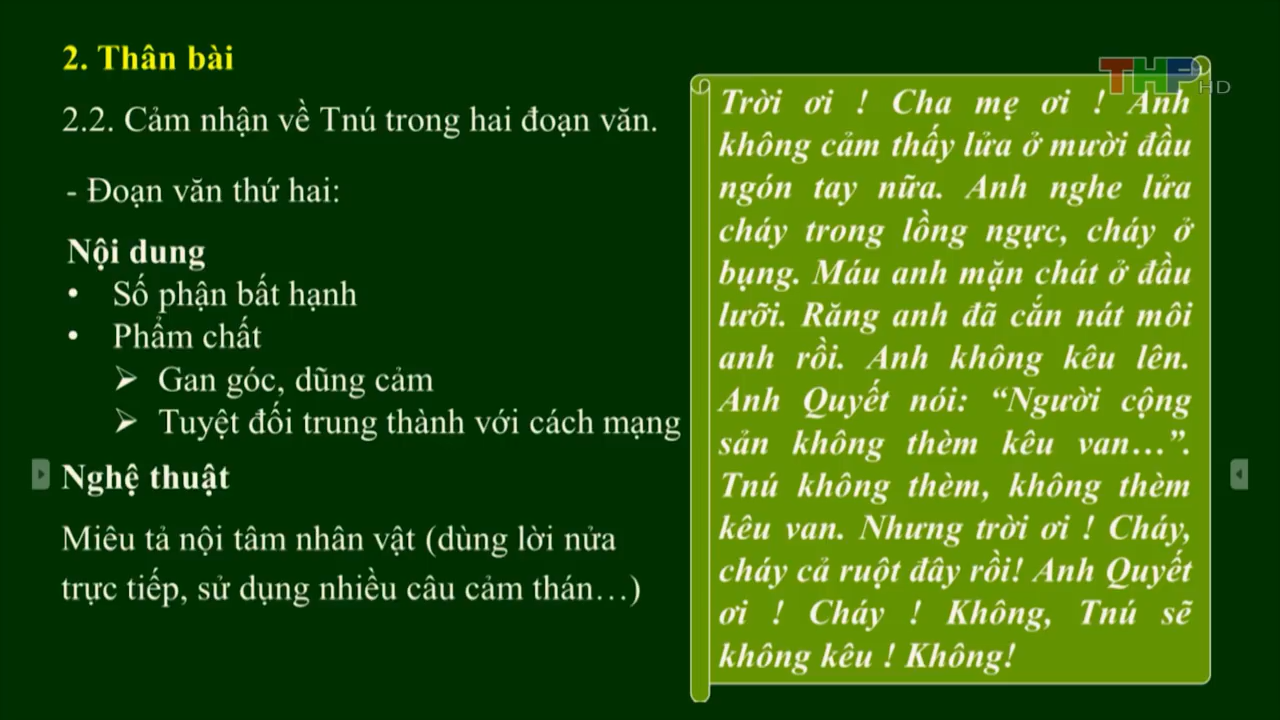 2. Thân bài
2.2. Cảm nhận về Tnú trong hai đoạn văn.
- Đoạn văn thứ hai:
Nội dung
• Số phận bất hạnh
• Phẩm chất
➢ Gan góc, dũng cảm
➢ Tuyệt đối trung thành với cách mạng
Nghệ thuật
Miêu tả nội tâm nhân vật (dùng lời nửa
trực tiếp, sử dụng nhiều câu cảm thán…)
THP HD
Trời ơi ! Cha mẹ ơi ! Anh
không cảm thấy lửa ở mười đầu
ngón tay nữa. Anh nghe lửa
cháy trong lồng ngực, cháy ở
bụng. Máu anh mặn chát ở đầu
lưỡi. Răng anh đã cắn nát môi
anh rồi. Anh không kêu lên.
Anh Quyết nói: “Người cộng
sản không thèm kêu van…”.
Tnú không thèm, không thèm
kêu van. Nhưng trời ơi ! Cháy,
cháy cả ruột đây rồi! Anh Quyết
ơi ! Cháy ! Không, Tnú sẽ
không kêu ! Không!